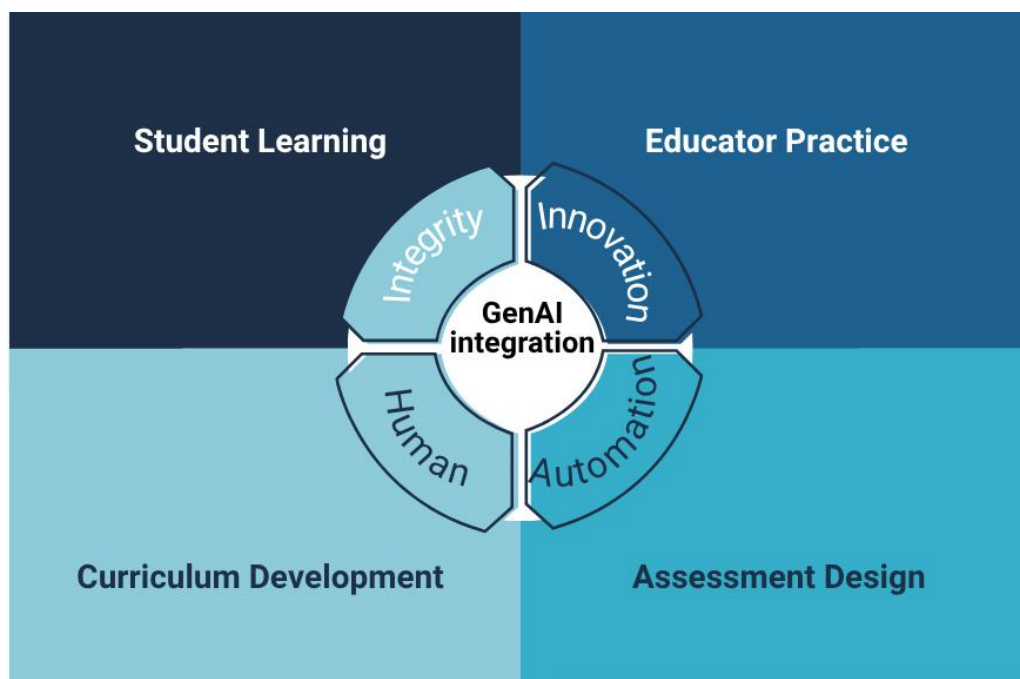 Student Learning
Educator Practice
Integrity
Innovation
GenAI
integration
Human
Automation
Curriculum Development
Assessment Design